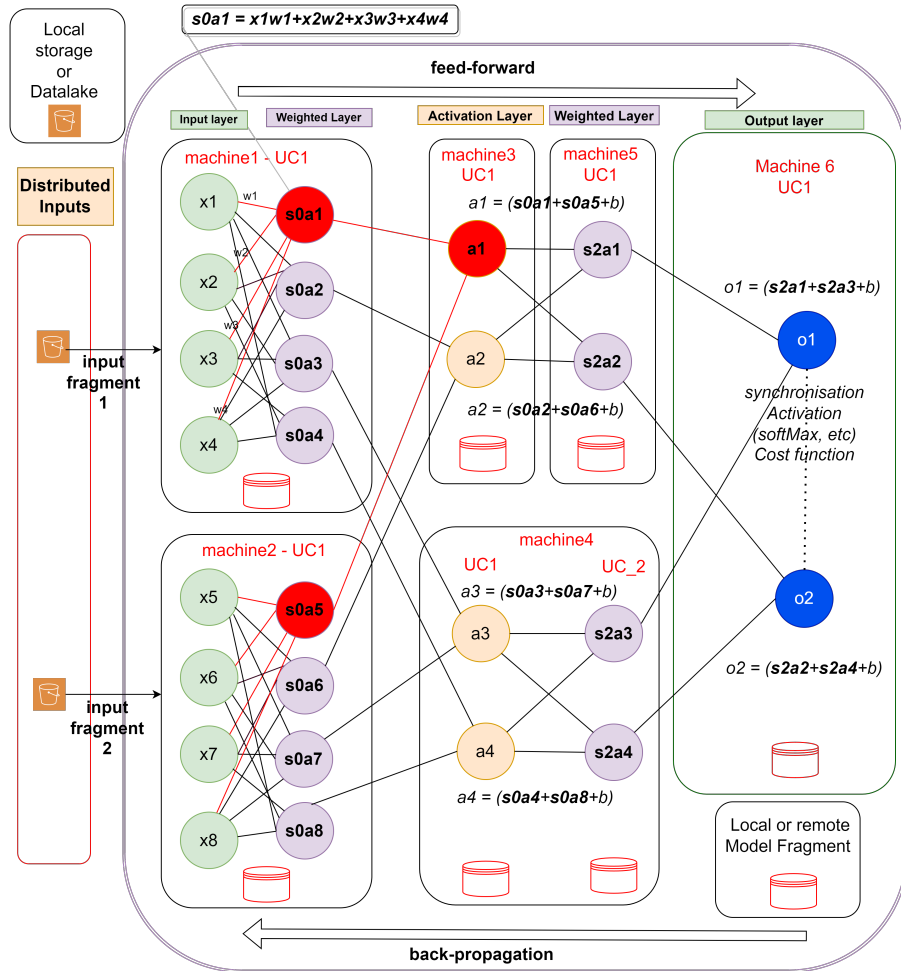 s0a1 = x1w1+x2w2+x3w3+x4w4
Local
storage
or
Datalake
feed-forward
Input layer
Weighted Layer
Activation Layer
Weighted Layer
Output layer
Distributed
Inputs
machine1 - UC1
x1
w1
s0a1
x2
w2
s0a2
x3
w3
s0a3
x4
w4
s0a4
input
fragment
1
machine3
UC1
machine5
UC1
a1 = (s0a1+s0a5+b)
a1
s2a1
a2
s2a2
a2 = (s0a2+s0a6+b)
Machine 6
UC1
o1 = (s2a1+s2a3+b)
o1
synchronisation
Activation
(softMax, etc)
Cost function
o2
o2 = (s2a2+s2a4+b)
machine2 - UC1
x5
s0a5
x6
s0a6
x7
s0a7
x8
s0a8
input
fragment
2
machine4
UC1
UC_2
a3 = (s0a3+s0a7+b)
a3
s2a3
a4
s2a4
a4 = (s0a4+s0a8+b)
Local or remote
Model Fragment
back-propagation